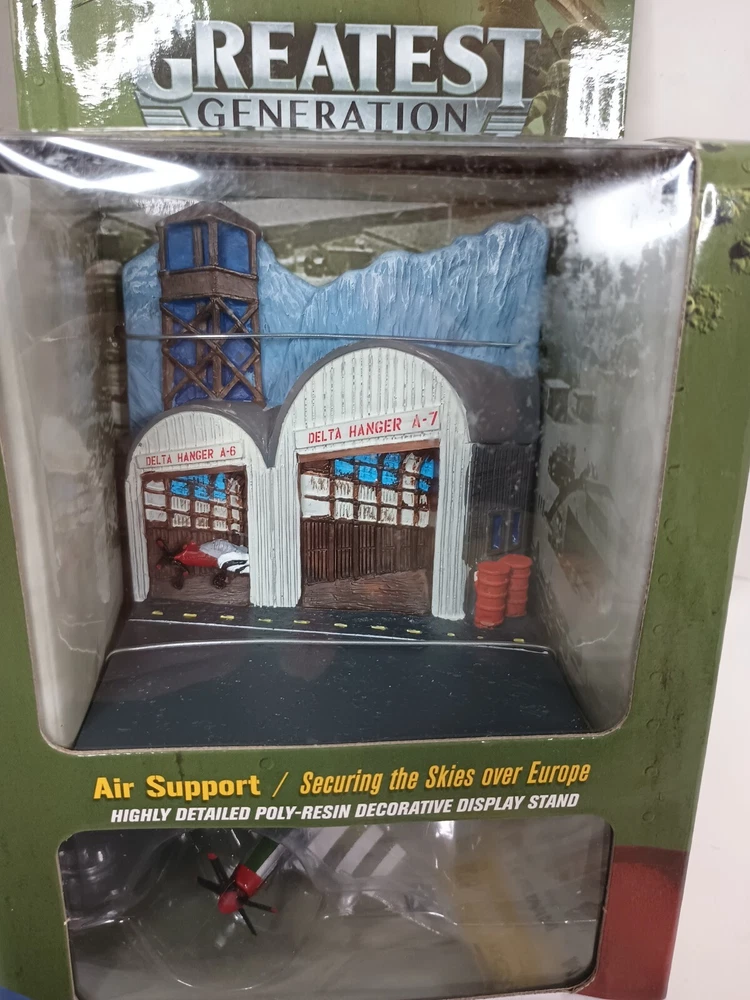 GREATEST
GENERATION
DELTA HANGER A-7
DELTA HANGER A-6
Air Support / Securing the Skies over Europe
HIGHLY DETAILED POLY-RESIN DECORATIVE DISPLAY STAND